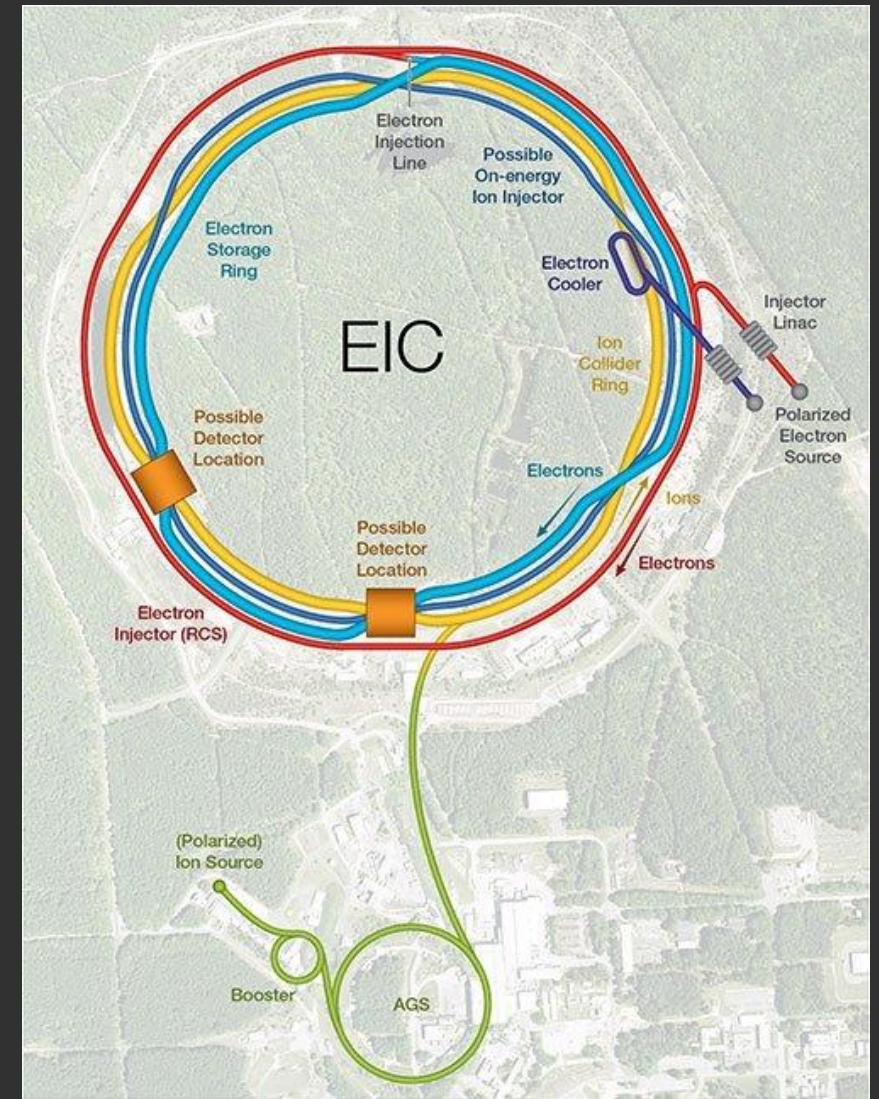 Electron
Injection
Line
Possible
On-energy
Ion Injector
Electron
Storage
Ring
Electron
Cooler
Injector
Linac
EIC
Ion
Collider
Ring
Polarized
Electron
Source
Possible
Detector
Location
Electrons
Ions
Possible
Detector
Location
Electrons
Electron
Injector (RCS)
(Polarized)
Ion Source
Booster
AGS